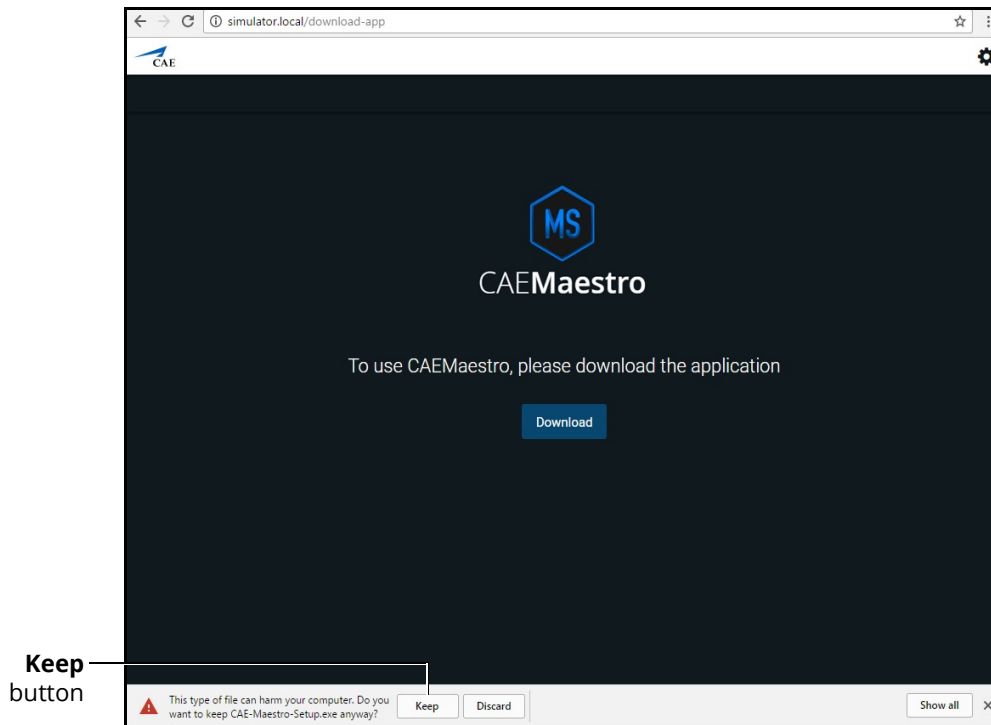 simulator.local/download-app
CAE
MS
CAEMaestro
To use CAEMaestro, please download the application
Download
Keep
button
This type of file can harm your computer. Do you
want to keep CAE-Maestro-Setup.exe anyway?
Keep
Discard
Show all